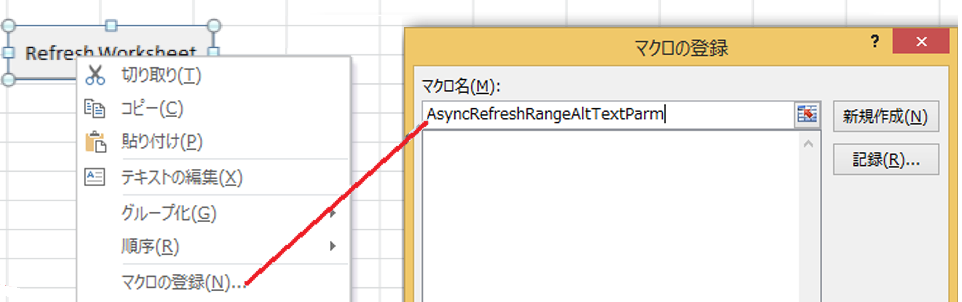 Refresh Worksheet
切り取り(T)
コピー(C)
貼り付け(P)
テキストの編集(X)
グループ化(G)
順序(R)
マクロの登録(N)...
マクロの登録
?
マクロ名(M):
AsyncRefreshRangeAltTextParm
新規作成(N)
記録(R)...